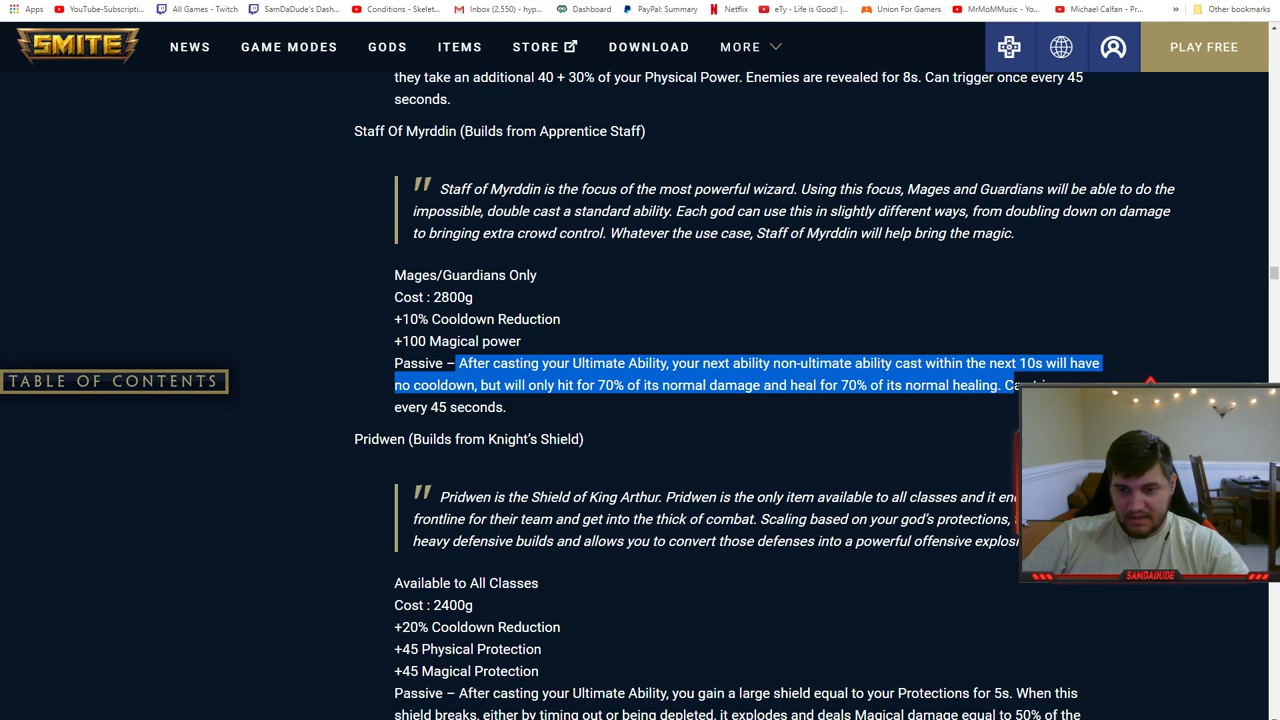 Apps YouTube-Subscripti... All Games - Twitch SamDaDude's Dash... Conditions - Skelet... Inbox (2,550) - hyp... Dashboard PayPal: Summary Netflix eTy - Life is Good! |... Union For Gamers MrMoMMusic - Yo... Michael Calfan - Pr... » Other bookmarks
SMITE NEWS GAME MODES GODS ITEMS STORE DOWNLOAD MORE PLAY FREE
they take an additional 40 + 30% of your Physical Power. Enemies are revealed for 8s. Can trigger once every 45
seconds.
Staff Of Myrddin (Builds from Apprentice Staff)
" Staff of Myrddin is the focus of the most powerful wizard. Using this focus, Mages and Guardians will be able to do the
impossible, double cast a standard ability. Each god can use this in slightly different ways, from doubling down on damage
to bringing extra crowd control. Whatever the use case, Staff of Myrddin will help bring the magic.
Mages/Guardians Only
Cost : 2800g
+10% Cooldown Reduction
+100 Magical power
Passive – After casting your Ultimate Ability, your next ability non-ultimate ability cast within the next 10s will have
TABLE OF CONTENTS
no cooldown, but will only hit for 70% of its normal damage and heal for 70% of its normal healing.
every 45 seconds.
Pridwen (Builds from Knight's Shield)
" Pridwen is the Shield of King Arthur. Pridwen is the only item available to all classes and it
frontline for their team and get into the thick of combat. Scaling based on your god's protections,
heavy defensive builds and allows you to convert those defenses into a powerful offensive
SAMDADUDE
Available to All Classes
Cost : 2400g
+20% Cooldown Reduction
+45 Physical Protection
+45 Magical Protection
Passive – After casting your Ultimate Ability, you gain a large shield equal to your Protections for 5s. When this
shield breaks, either by timing out or being depleted, it explodes and deals Magical damage equal to 50% of the